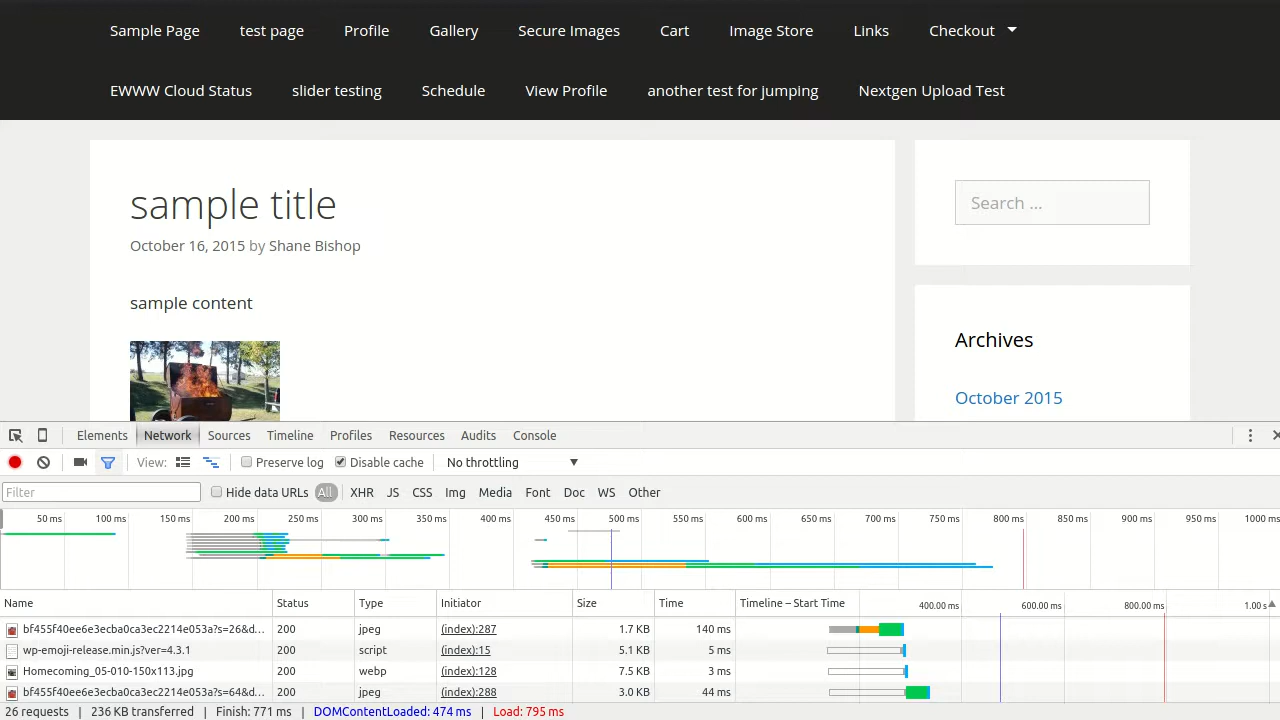 Sample Page test page Profile Gallery Secure Images Cart Image Store Links Checkout
EWWW Cloud Status slider testing Schedule View Profile another test for jumping Nextgen Upload Test
sample title
October 16, 2015 by Shane Bishop
sample content
Search ...
Archives
October 2015
Elements Network Sources Timeline Profiles Resources Audits Console
View: Preserve log Disable cache No throttling
Filter Hide data URLs All XHR JS CSS Img Media Font Doc WS Other
50 ms 100 ms 150 ms 200 ms 250 ms 300 ms 350 ms 400 ms 450 ms 500 ms 550 ms 600 ms 650 ms 700 ms 750 ms 800 ms 850 ms 900 ms 950 ms 1000 ms
Name Status Type Initiator Size Time Timeline – Start Time 400.00 ms 600.00 ms 800.00 ms 1.00 s
bf455f40ee6e3ecba0ca3ec2214e053a?s=26&d... 200 jpeg (index):287 1.7 KB 140 ms
wp-emoji-release.min.js?ver=4.3.1 200 script (index):15 5.1 KB 5 ms
Homecoming_05-010-150x113.jpg 200 webp (index):128 7.5 KB 3 ms
bf455f40ee6e3ecba0ca3ec2214e053a?s=64&d... 200 jpeg (index):288 3.0 KB 44 ms
26 requests | 236 KB transferred | Finish: 771 ms | DOMContentLoaded: 474 ms | Load: 795 ms